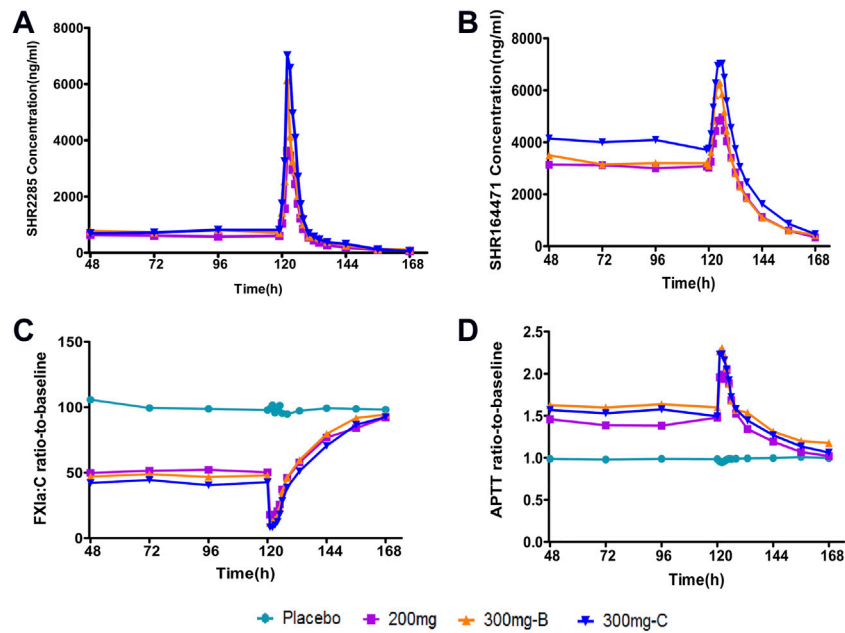 A
SHR2285 Concentration(ng/ml)
8000
6000
4000
2000
0
48 72 96 120 144 168
Time(h)
B
SHR164471 Concentration(ng/ml)
8000
6000
4000
2000
0
48 72 96 120 144 168
Time(h)
C
FXIa:C ratio-to-baseline
150
100
50
0
48 72 96 120 144 168
Time(h)
D
APTT ratio-to-baseline
2.5
2.0
1.5
1.0
0.5
0.0
48 72 96 120 144 168
Time(h)
Placebo 200mg 300mg-B 300mg-C